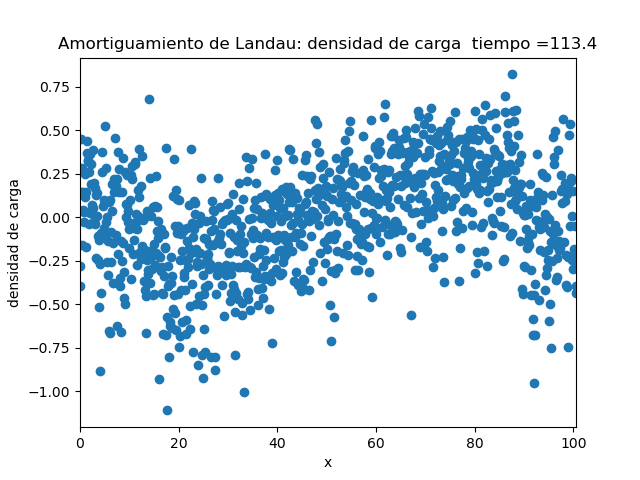 Amortiguamiento de Landau: densidad de carga  tiempo =113.4
0.75
0.50
0.25
0.00
−0.25
−0.50
−0.75
−1.00
densidad de carga
0 20 40 60 80 100
x